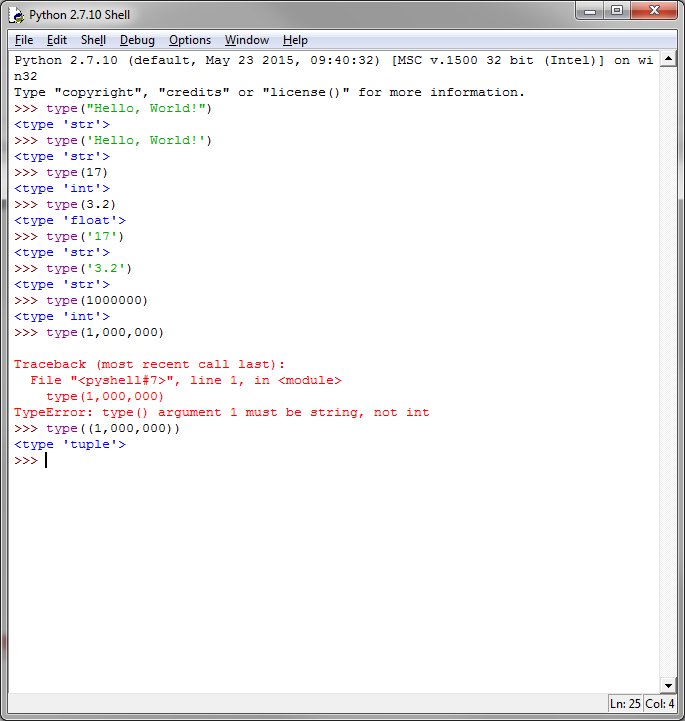 Python 2.7.10 Shell
File Edit Shell Debug Options Window Help
Python 2.7.10 (default, May 23 2015, 09:40:32) [MSC v.1500 32 bit (Intel)] on wi
n32
Type "copyright", "credits" or "license()" for more information.
>>> type("Hello, World!")
<type 'str'>
>>> type('Hello, World!')
<type 'str'>
>>> type(17)
<type 'int'>
>>> type(3.2)
<type 'float'>
>>> type('17')
<type 'str'>
>>> type('3.2')
<type 'str'>
>>> type(1000000)
<type 'int'>
>>> type(1,000,000)
Traceback (most recent call last):
  File "<pyshell#7>", line 1, in <module>
    type(1,000,000)
TypeError: type() argument 1 must be string, not int
>>> type((1,000,000))
<type 'tuple'>
>>>
Ln: 25 Col: 4